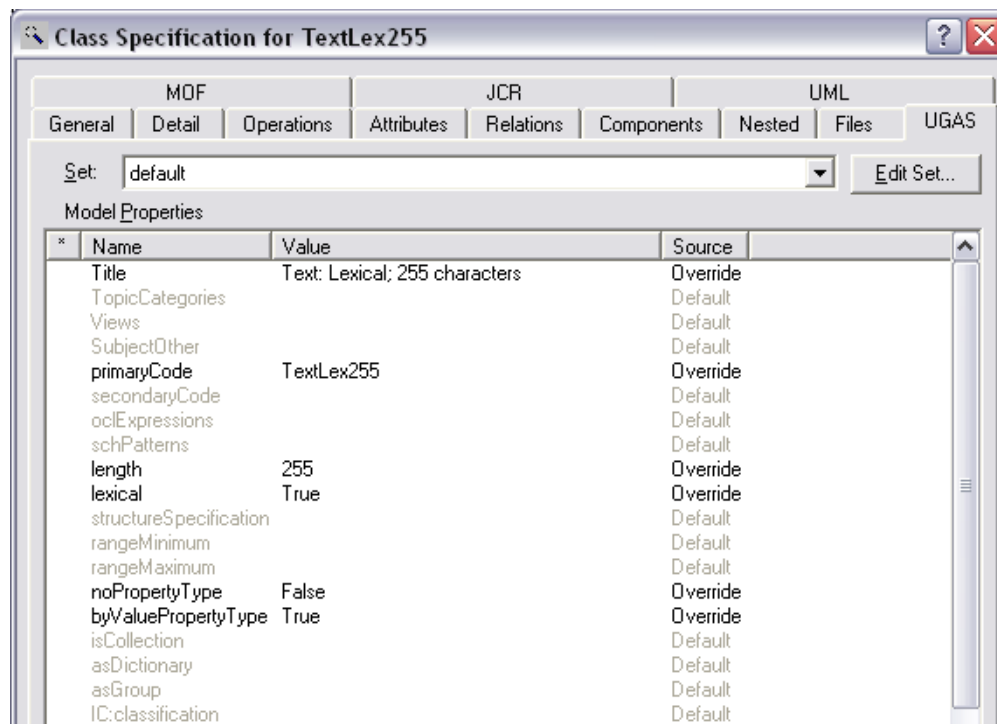 Class Specification for TextLex255
MOF JCR UML
General Detail Operations Attributes Relations Components Nested Files UGAS
Set: default Edit Set...
Model Properties
* Name Value Source
Title Text: Lexical; 255 characters Override
TopicCategories Default
Views Default
SubjectOther Default
primaryCode TextLex255 Override
secondaryCode Default
oclExpressions Default
schPatterns Default
length 255 Override
lexical True Override
structureSpecification Default
rangeMinimum Default
rangeMaximum Default
noPropertyType False Override
byValuePropertyType True Override
isCollection Default
asDictionary Default
asGroup Default
IC:classification Default